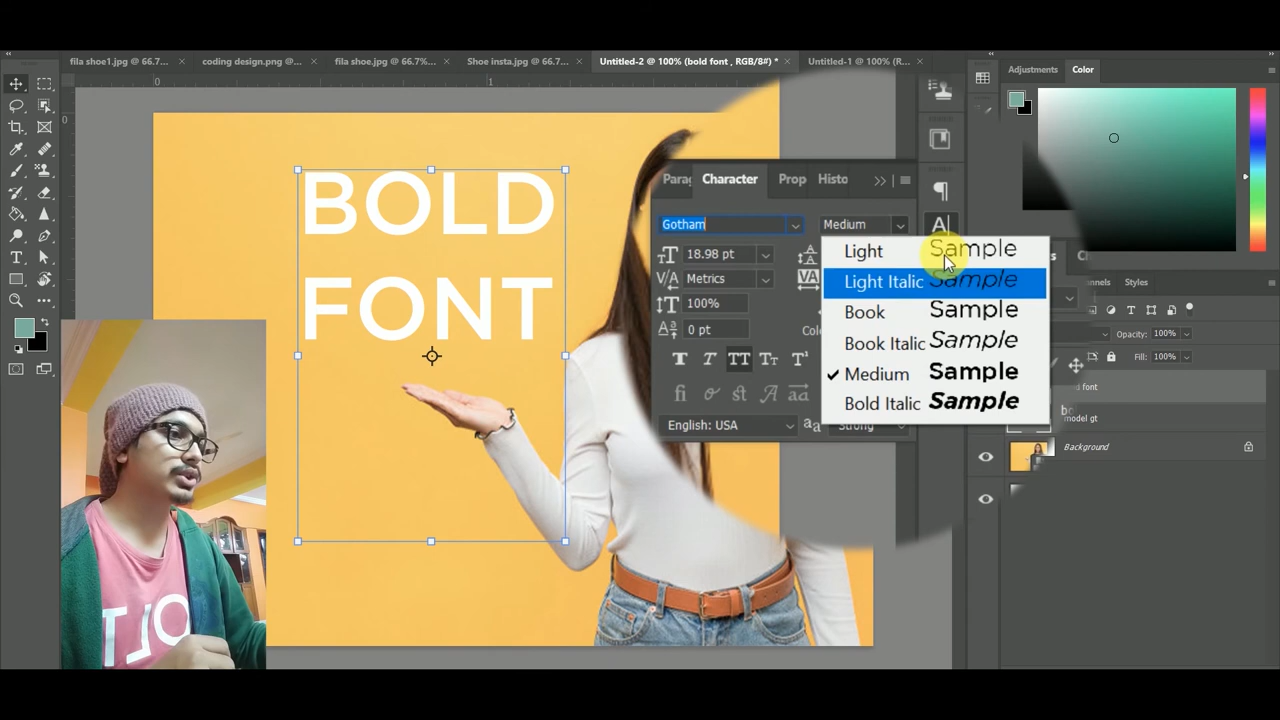 fila shoe1.jpg @ 66.7... ×
coding design.png @... ×
fila shoe.jpg @ 66.7%... ×
Shoe insta.jpg @ 66.7... ×
Untitled-2 @ 100% (bold font , RGB/8#) * ×
Untitled-1 @ 100% (R... ×
Adjustments
Color
0
1
0
BOLD
FONT
Character
Prop
Histo
Gotham
Medium
18.98 pt
Metrics
100%
0 pt
English: USA
Strong
Light Sample
Light Italic Sample
Book Sample
Book Italic Sample
Medium Sample
Bold Italic Sample
Styles
Opacity: 100%
Fill: 100%
font
model gt
Background